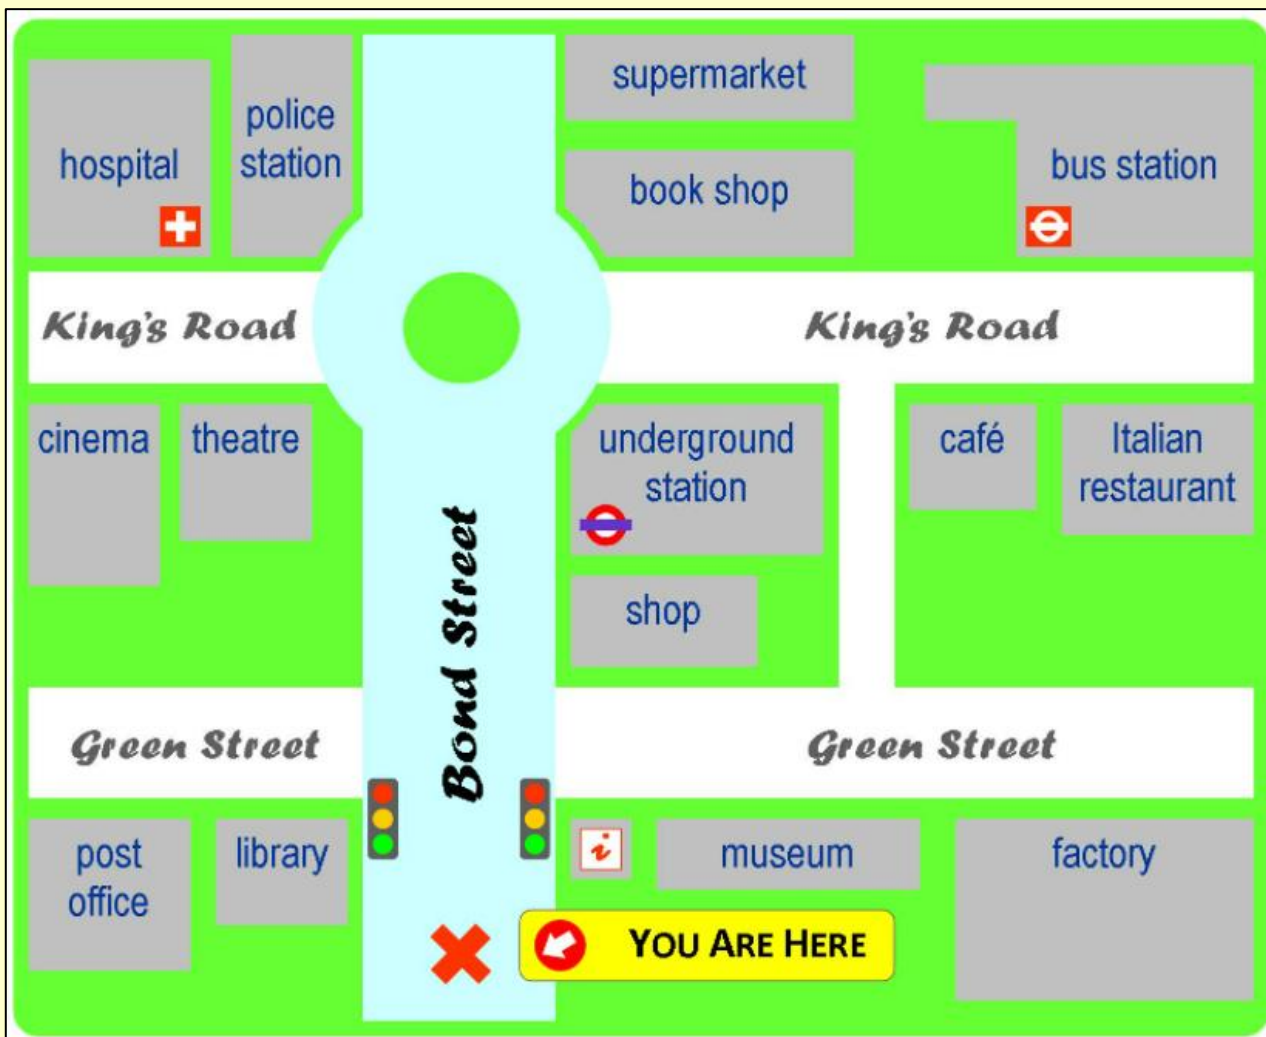 supermarket
police
station
hospital
book shop
bus station
King's Road
King's Road
cinema
theatre
underground
station
café
Italian
restaurant
Bond Street
shop
Green Street
Green Street
post
office
library
i
museum
factory
YOU ARE HERE